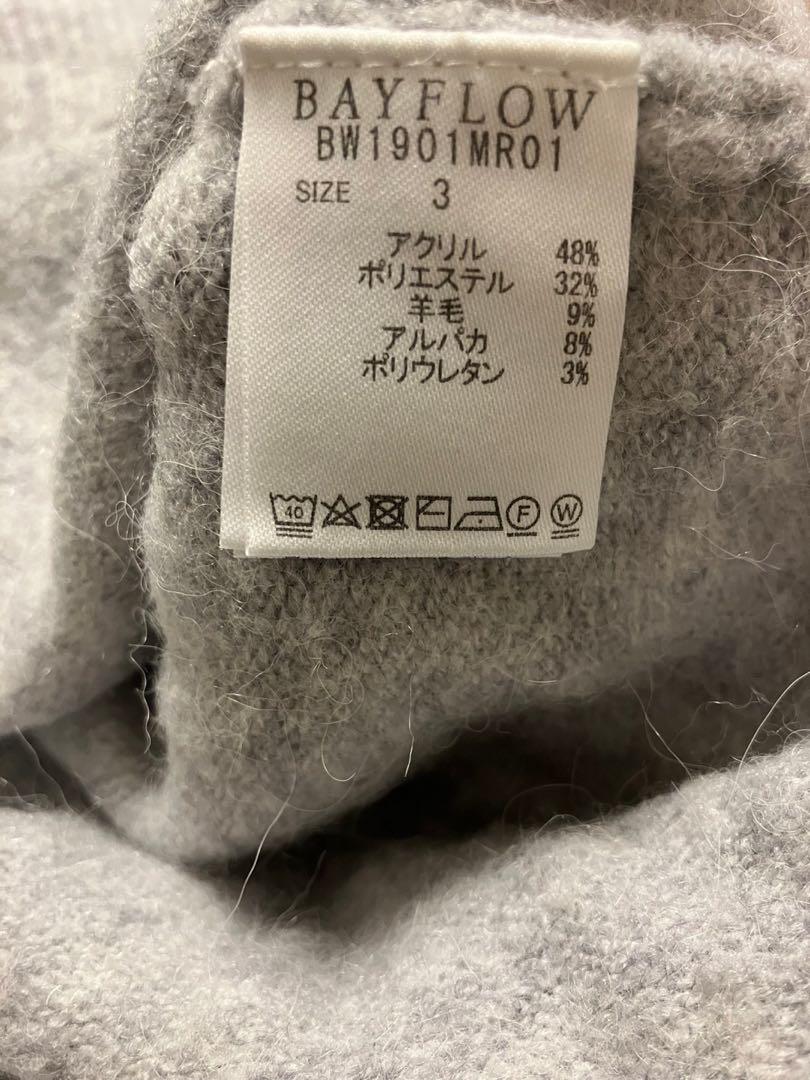 BAYFLOW
BW1901MR01
SIZE 3
アクリル 48%
ポリエステル 32%
羊毛 9%
アルパカ 8%
ポリウレタン 3%
40 F W